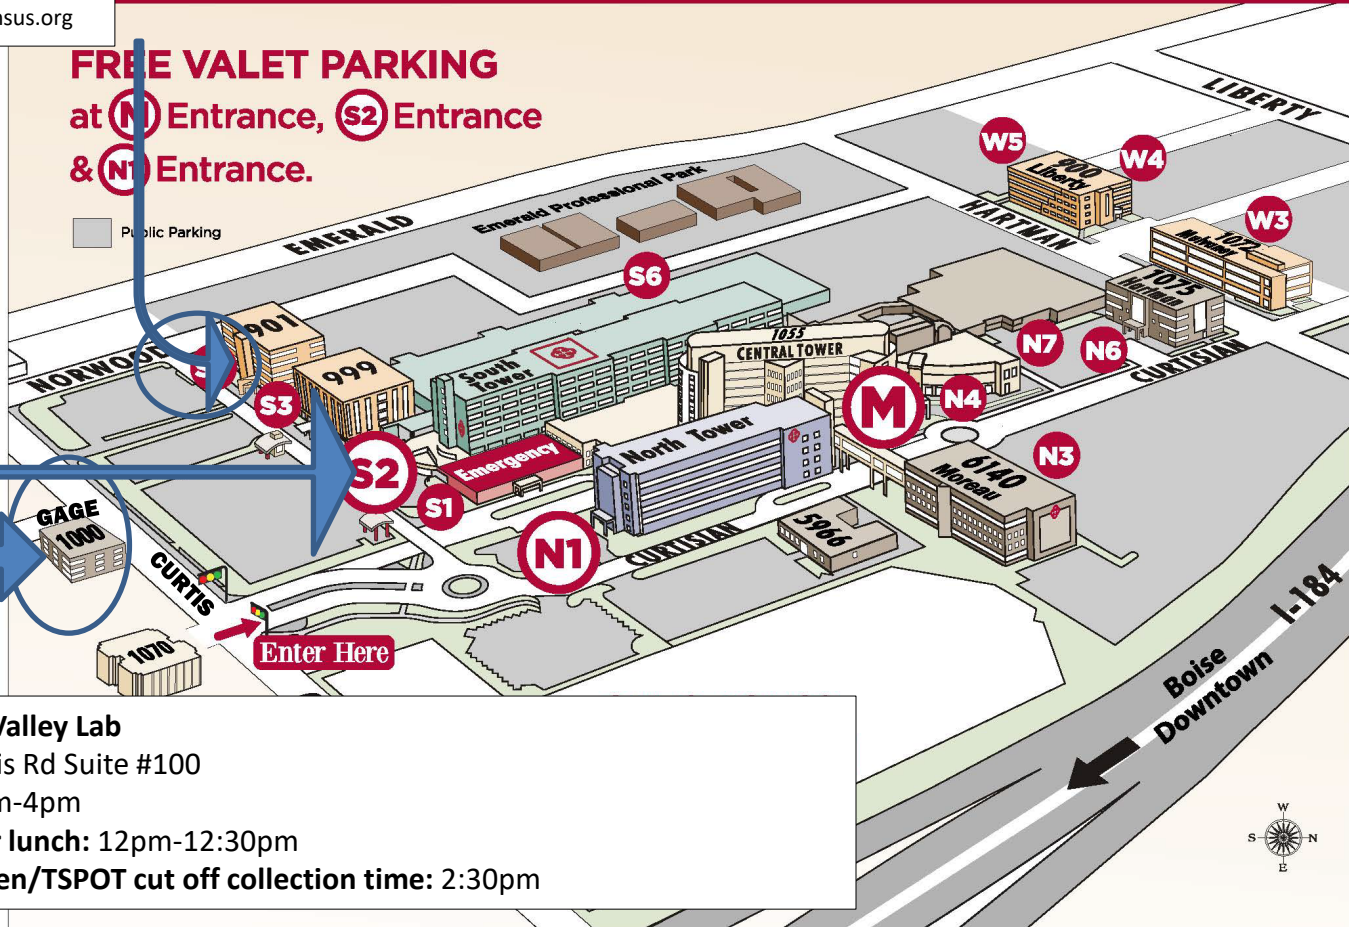 nsus.org
FREE VALET PARKING
at M Entrance, S2 Entrance
& N1 Entrance.
Public Parking
LIBERTY
EMERALD
Emerald Professional Park
HARTMAN
W5
W4
900
Liberty
W3
1072
S6
1075
Hartman
901
NORWOOD
999
S3
South
Tower
1055
CENTRAL TOWER
N7
N6
CURTISIAN
M
N4
North Tower
Emergency
S2
S1
6140
Moreau
N3
GAGE
1000
5966
N1
CURTISIAN
CURTIS
I-184
Enter Here
1070
Boise
Downtown
Valley Lab
is Rd Suite #100
m-4pm
lunch: 12pm-12:30pm
en/TSPOT cut off collection time: 2:30pm
W
S N
E